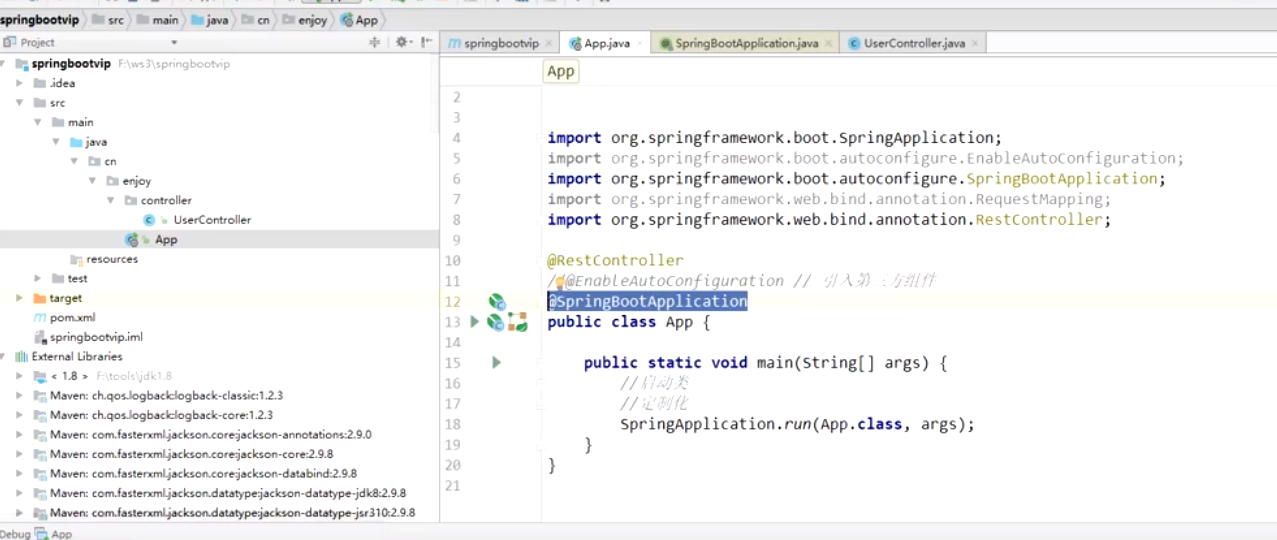 springbootvip src main java cn enjoy App
Project
springbootvip F:\ws3\springbootvip
.idea
src
main
java
cn
enjoy
controller
UserController
App
resources
test
target
pom.xml
springbootvip.iml
External Libraries
< 1.8 > F:\tools\jdk1.8
Maven: ch.qos.logback:logback-classic:1.2.3
Maven: ch.qos.logback:logback-core:1.2.3
Maven: com.fasterxml.jackson.core:jackson-annotations:2.9.0
Maven: com.fasterxml.jackson.core:jackson-core:2.9.8
Maven: com.fasterxml.jackson.core:jackson-databind:2.9.8
Maven: com.fasterxml.jackson.datatype:jackson-datatype-jdk8:2.9.8
Maven: com.fasterxml.jackson.datatype:jackson-datatype-jsr310:2.9.8
springbootvip App.java SpringBootApplication.java UserController.java
App
2
3
4 import org.springframework.boot.SpringApplication;
5 import org.springframework.boot.autoconfigure.EnableAutoConfiguration;
6 import org.springframework.boot.autoconfigure.SpringBootApplication;
7 import org.springframework.web.bind.annotation.RequestMapping;
8 import org.springframework.web.bind.annotation.RestController;
9
10 @RestController
11 /@EnableAutoConfiguration // 引入第三方组件
12 @SpringBootApplication
13 public class App {
14
15 public static void main(String[] args) {
16 //启动类
17 //定制化
18 SpringApplication.run(App.class, args);
19 }
20 }
21
Debug App